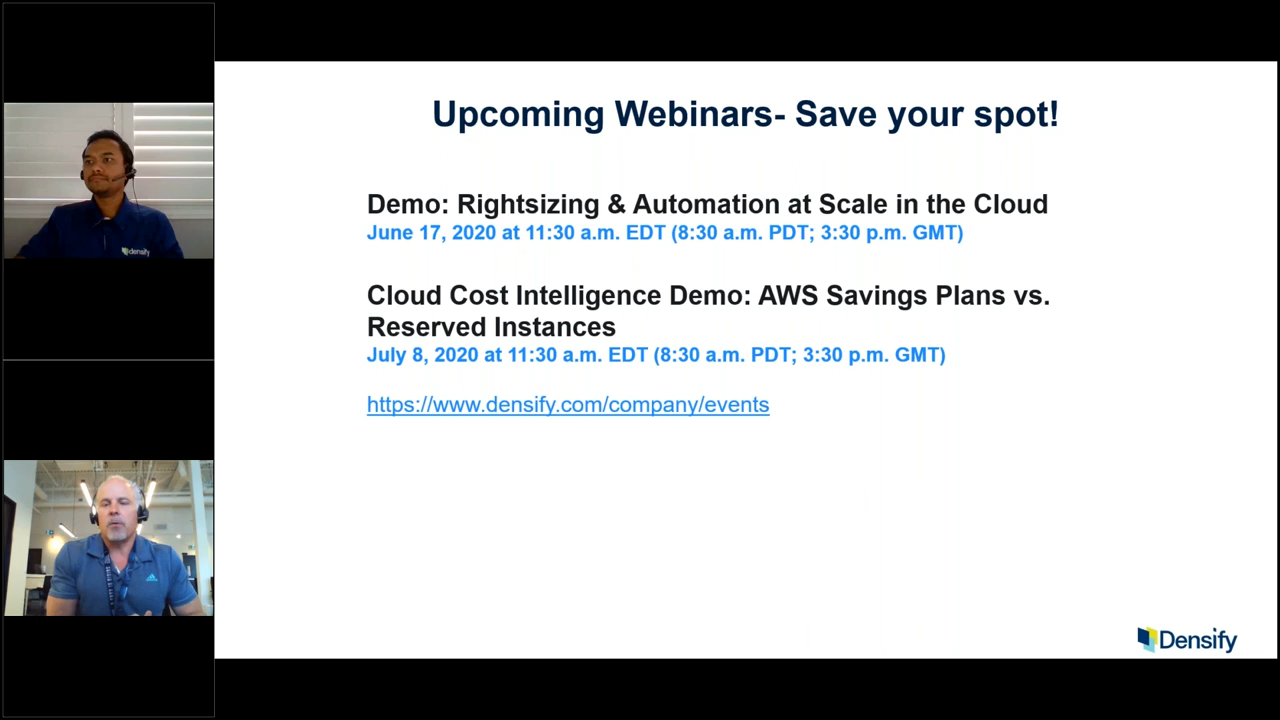 Upcoming Webinars- Save your spot!
Demo: Rightsizing & Automation at Scale in the Cloud
June 17, 2020 at 11:30 a.m. EDT (8:30 a.m. PDT; 3:30 p.m. GMT)
Cloud Cost Intelligence Demo: AWS Savings Plans vs.
Reserved Instances
July 8, 2020 at 11:30 a.m. EDT (8:30 a.m. PDT; 3:30 p.m. GMT)
https://www.densify.com/company/events
Densify
densify